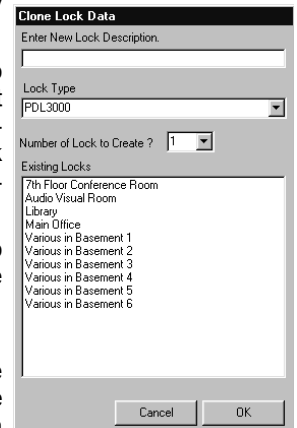 Clone Lock Data
Enter New Lock Description.
Lock Type
PDL3000
Number of Lock to Create ? 1
Existing Locks
7th Floor Conference Room
Audio Visual Room
Library
Main Office
Various in Basement 1
Various in Basement 2
Various in Basement 3
Various in Basement 4
Various in Basement 5
Various in Basement 6
Cancel OK